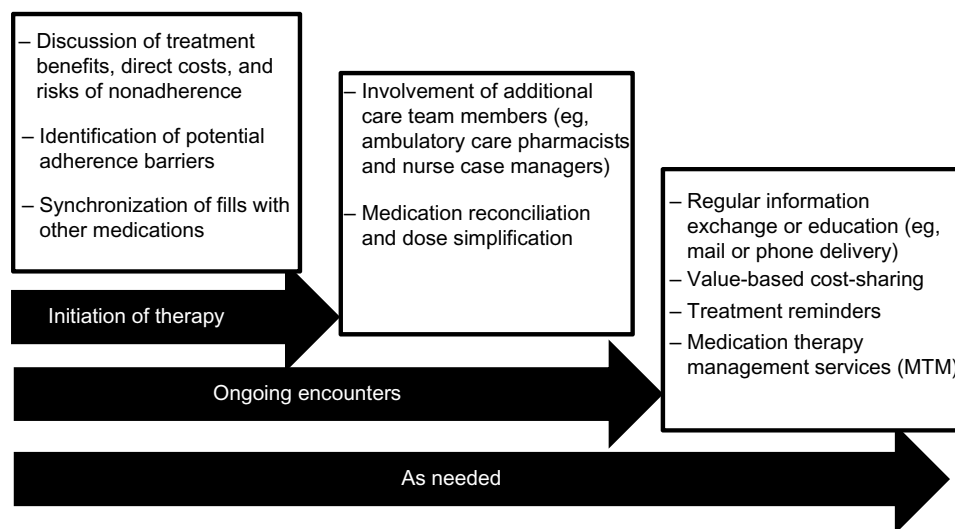 – Discussion of treatment
benefits, direct costs, and
risks of nonadherence
– Identification of potential
adherence barriers
– Synchronization of fills with
other medications
Initiation of therapy
– Involvement of additional
care team members (eg,
ambulatory care pharmacists
and nurse case managers)
– Medication reconciliation
and dose simplification
Ongoing encounters
– Regular information
exchange or education (eg,
mail or phone delivery)
– Value-based cost-sharing
– Treatment reminders
– Medication therapy
management services (MTM)
As needed